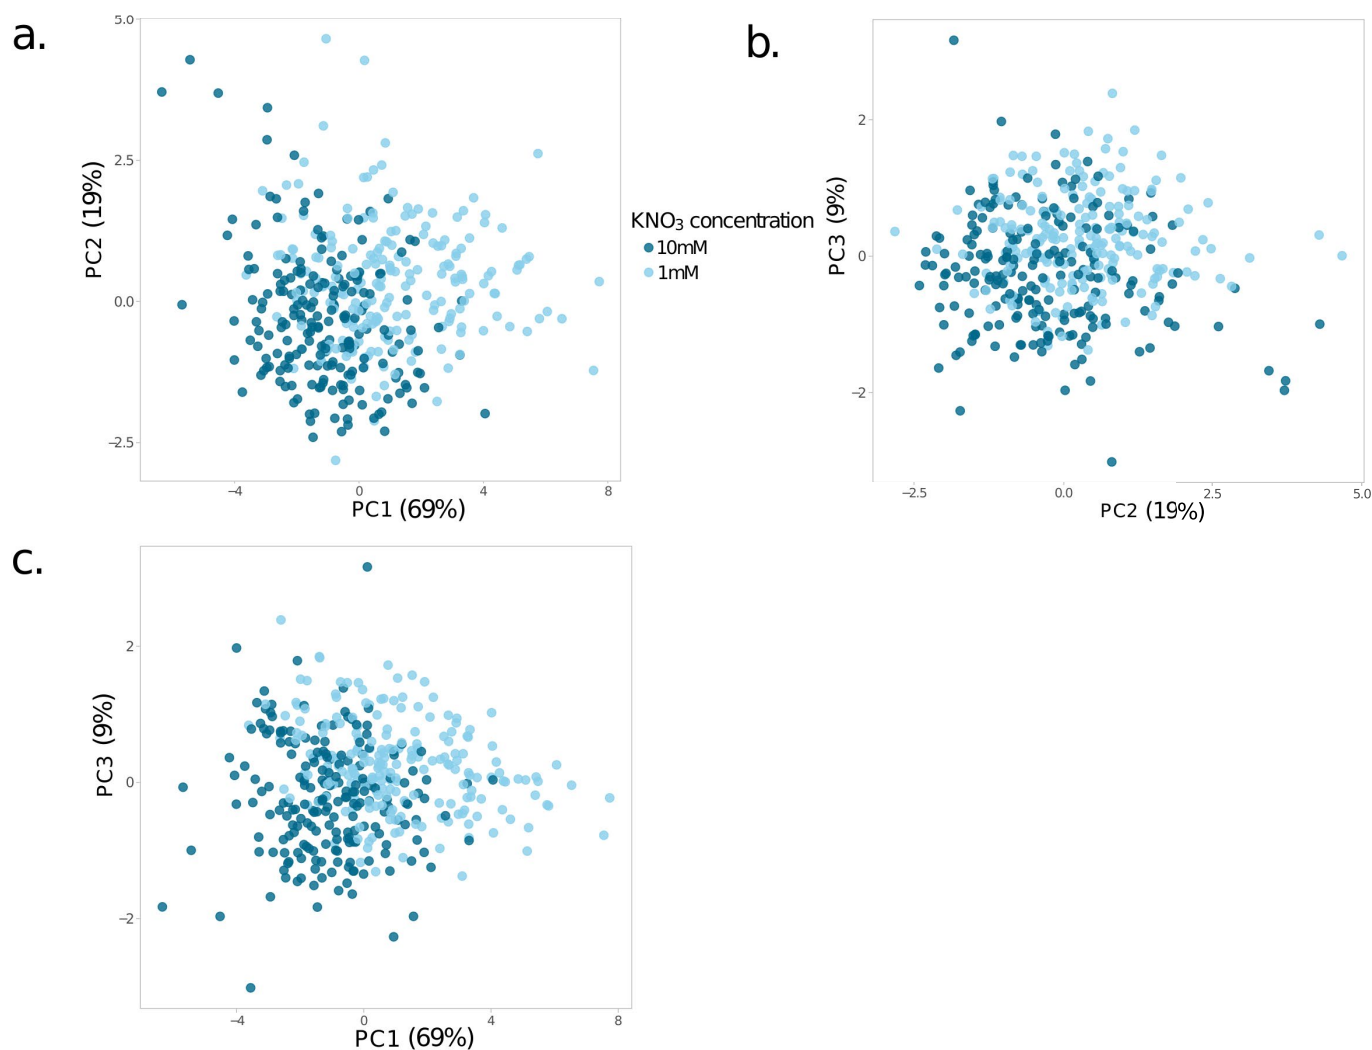 a.
5.0
2.5
0.0
−2.5
PC2 (19%)
−4 0 4 8
PC1 (69%)
KNO₃ concentration
10mM
1mM
b.
2
0
−2
PC3 (9%)
−2.5 0.0 2.5 5.0
PC2 (19%)
c.
2
0
−2
PC3 (9%)
−4 0 4 8
PC1 (69%)